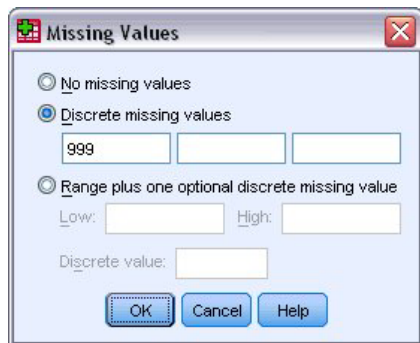 Missing Values
No missing values
Discrete missing values
999
Range plus one optional discrete missing value
Low: High:
Discrete value:
OK Cancel Help